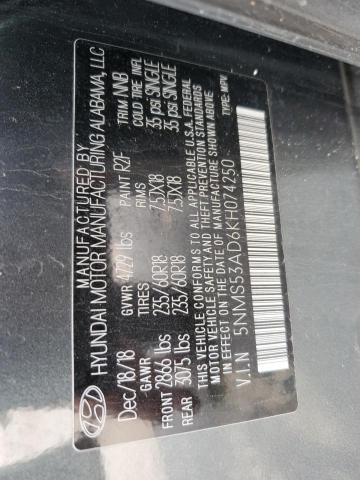 MANUFACTURED BY
HYUNDAI MOTOR MANUFACTURING ALABAMA, LLC
Dec/18/18 GVWR 4729 lbs PAINT R2F TRIM NNB
GAWR TIRES RIMS COLD TIRE INFL
FRONT 2866 lbs 235/60R18 7.5JX18 35 psi SINGLE
REAR 3075 lbs 235/60R18 7.5JX18 35 psi SINGLE
THIS VEHICLE CONFORMS TO ALL APPLICABLE U.S.A. FEDERAL
MOTOR VEHICLE SAFETY, THEFT PREVENTION STANDARDS
IN EFFECT ON THE DATE OF MANUFACTURE SHOWN ABOVE.
V.I.N 5NMS53AD6KH074250 TYPE: MPV